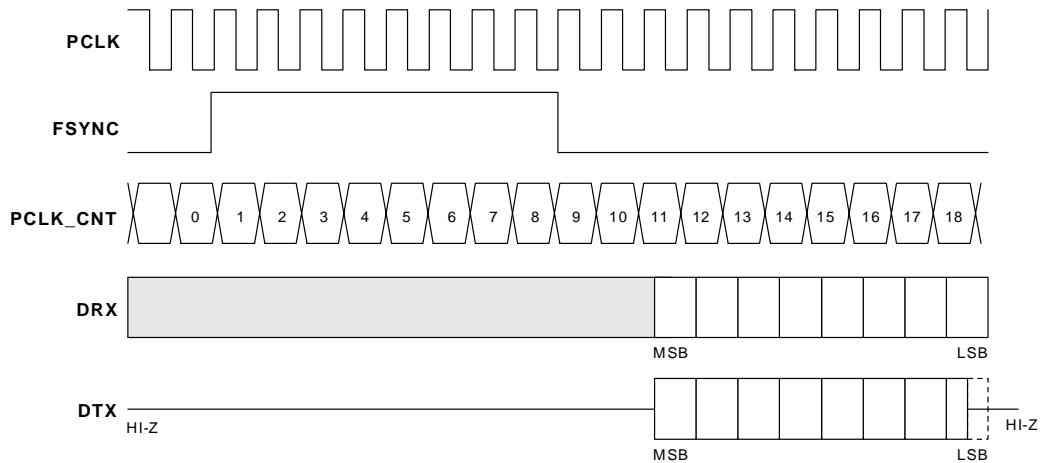 PCLK
FSYNC
PCLK_CNT 0 1 2 3 4 5 6 7 8 9 10 11 12 13 14 15 16 17 18
DRX
MSB LSB
DTX
HI-Z HI-Z
MSB LSB